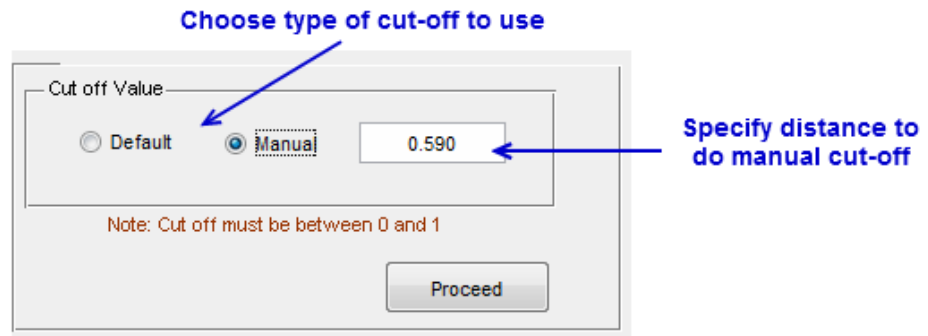 Choose type of cut-off to use
Cut off Value
Default
Manual
0.590
Specify distance to
do manual cut-off
Note: Cut off must be between 0 and 1
Proceed